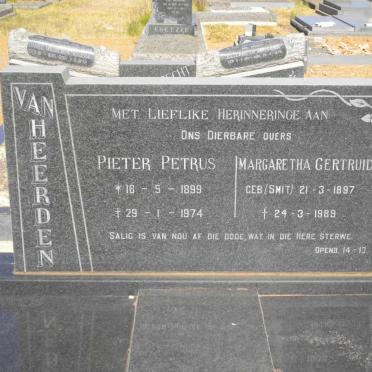 COETZEE
VAN HEERDEN
MET LIEFLIKE HERINNERINGE AAN
ONS DIERBARE OUERS
PIETER PETRUS
* 16 - 5 - 1899
† 29 - 1 - 1974
MARGARETHA GERTRUID
GEB (SMIT) 21 - 3 - 1897
† 24 - 3 - 1989
SALIG IS VAN NOU AF DIE DODE, WAT IN DIE HERE STERWE.
OPENB. 14 - 13